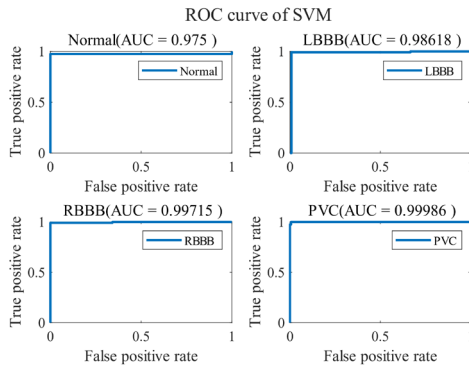 ROC curve of SVM
Normal(AUC = 0.975 )
True positive rate
1
0.5
0
Normal
0
0.5
1
False positive rate
LBBB(AUC = 0.98618 )
True positive rate
1
0.5
0
LBBB
0
0.5
False positive rate
RBBB(AUC = 0.99715 )
True positive rate
1
0.5
0
RBBB
0
0.5
1
False positive rate
PVC(AUC = 0.99986 )
True positive rate
1
0.5
0
PVC
0
0.5
False positive rate